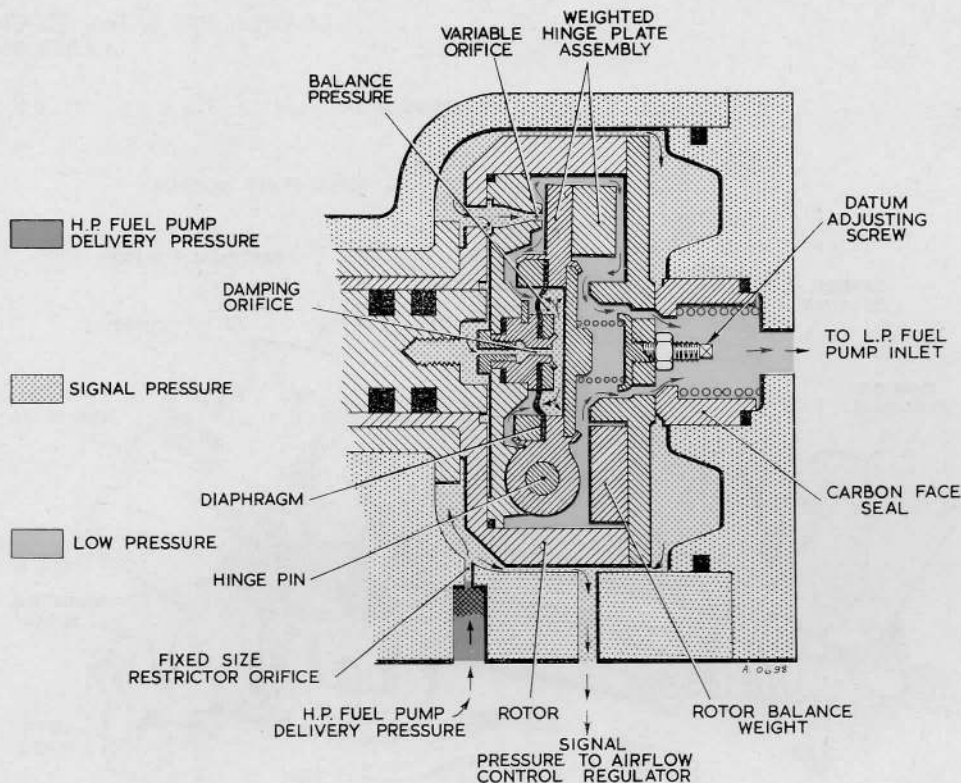 WEIGHTED
HINGE PLATE
ASSEMBLY
VARIABLE
ORIFICE
BALANCE
PRESSURE
H.P. FUEL PUMP
DELIVERY PRESSURE
DATUM
ADJUSTING
SCREW
DAMPING
ORIFICE
TO L.P. FUEL
PUMP INLET
SIGNAL PRESSURE
DIAPHRAGM
CARBON FACE
SEAL
LOW PRESSURE
HINGE PIN
FIXED SIZE
RESTRICTOR ORIFICE
A.0698
H.P. FUEL PUMP
DELIVERY PRESSURE
ROTOR
ROTOR BALANCE
WEIGHT
SIGNAL
PRESSURE TO AIRFLOW
CONTROL REGULATOR